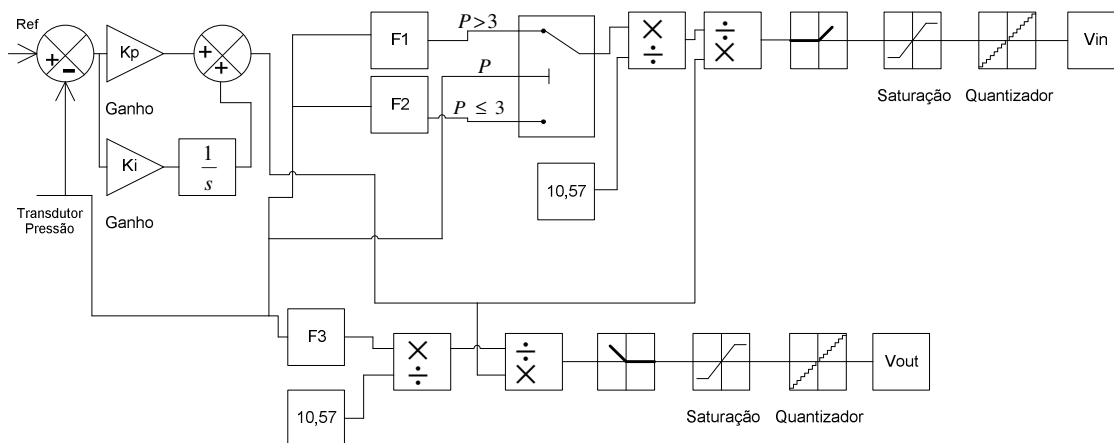 Ref
Kp
Ganho
Ki
1
s
Ganho
Transdutor
Pressão
F1
F2
P>3
P
P ≤ 3
10,57
Saturação
Quantizador
Vin
F3
10,57
Saturação
Quantizador
Vout